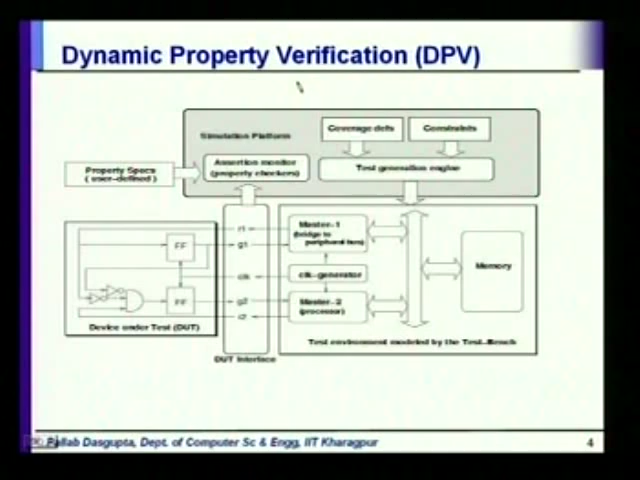 Dynamic Property Verification (DPV)
Coverage defs
Constraints
Simulation Platform
Assertion monitor
(property checkers)
Test generation engine
Property Specs
( user-defined )
r1
g1
Master-1
(bridge to
peripheral bus)
FF
clk
clk-generator
Memory
FF
g2
r2
Master-2
(processor)
Device under Test (DUT)
Test environment modeled by the Test-Bench
DUT Interface
Pallab Dasgupta, Dept. of Computer Sc & Engg, IIT Kharagpur
4